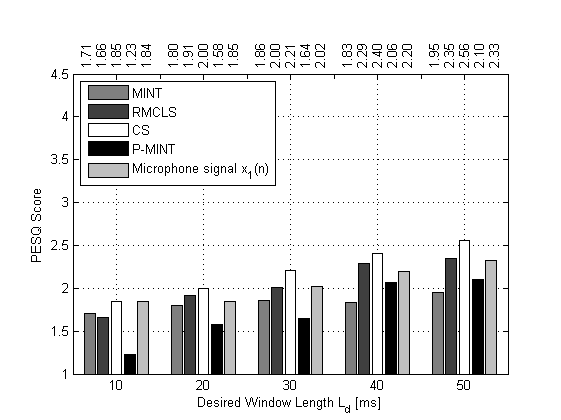 1.71 1.66 1.85 1.23 1.84 1.80 1.91 2.00 1.58 1.85 1.86 2.00 2.21 1.64 2.02 1.83 2.29 2.40 2.06 2.20 1.95 2.35 2.56 2.10 2.33
4.5
4
3.5
3
2.5
2
1.5
1
PESQ Score
MINT
RMCLS
CS
P-MINT
Microphone signal x₁(n)
10 20 30 40 50
Desired Window Length L_d [ms]